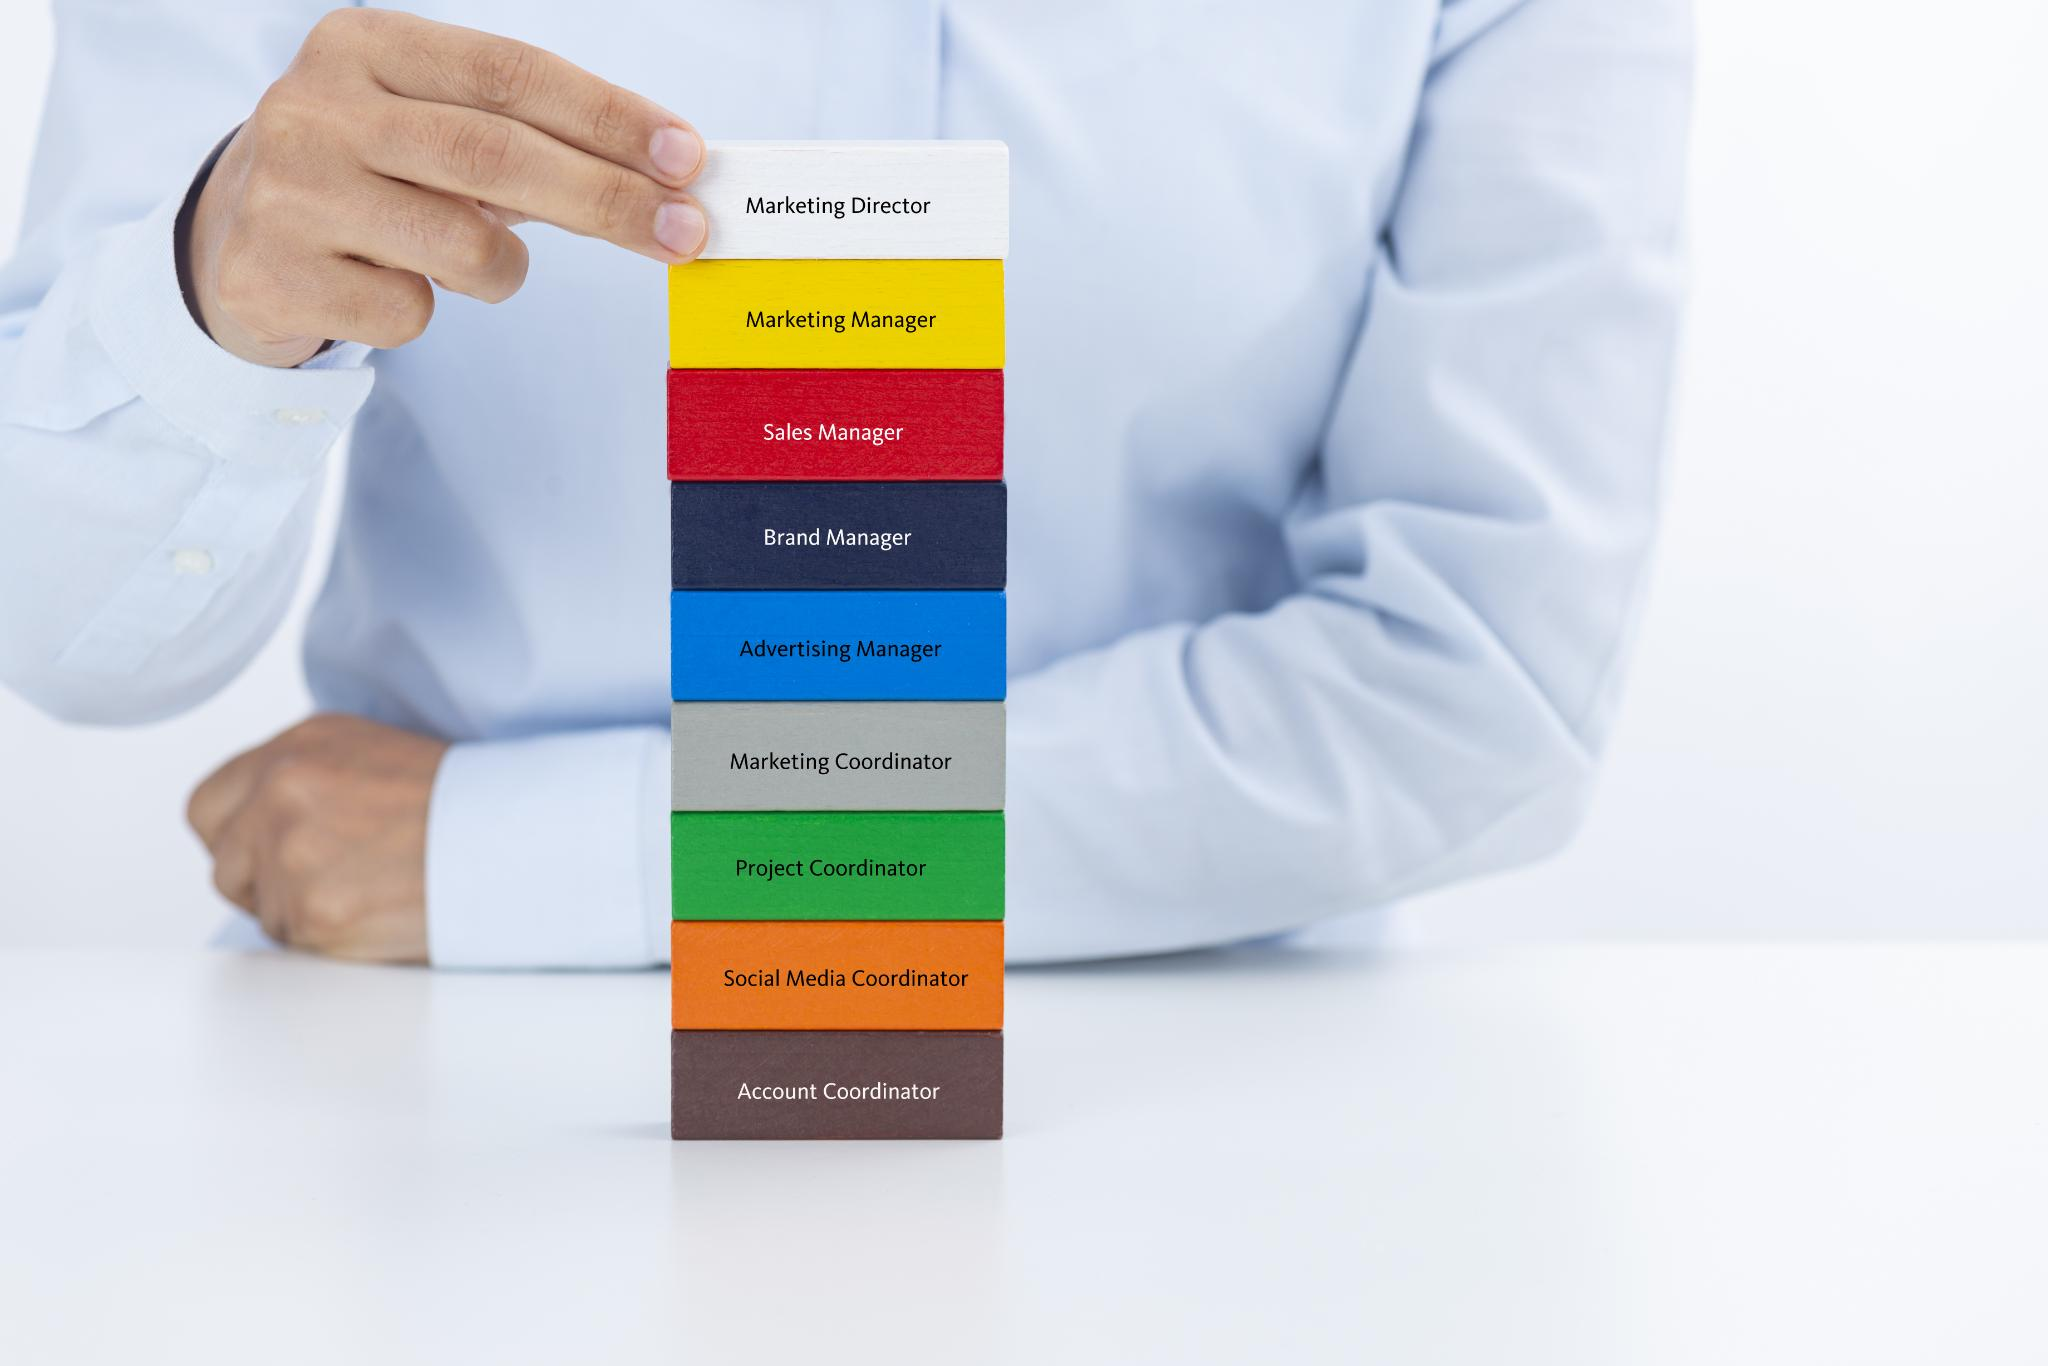 Marketing Director
Marketing Manager
Sales Manager
Brand Manager
Advertising Manager
Marketing Coordinator
Project Coordinator
Social Media Coordinator
Account Coordinator